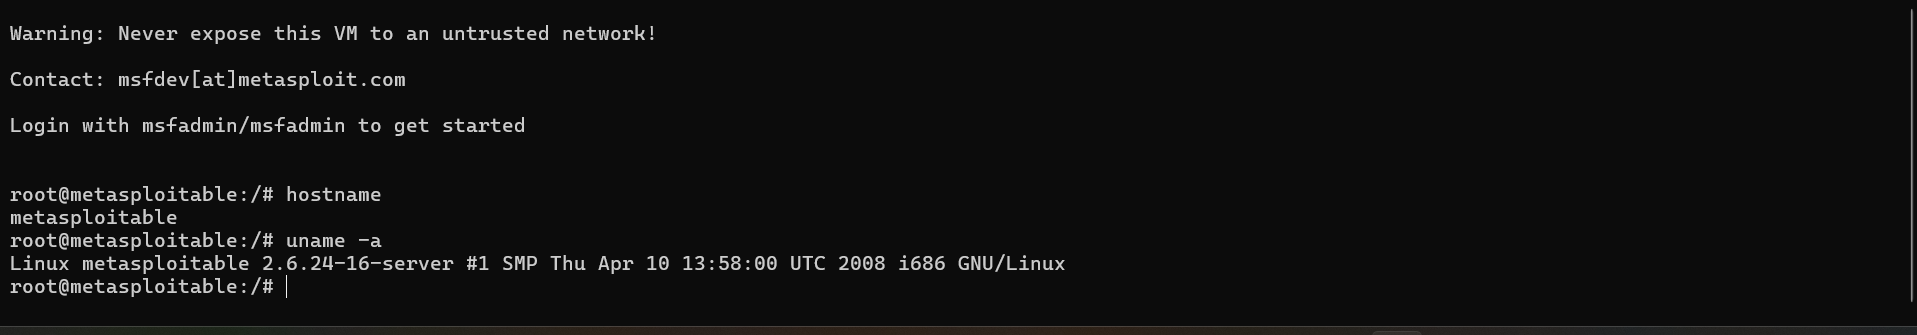 Warning: Never expose this VM to an untrusted network!
Contact: msfdev[at]metasploit.com
Login with msfadmin/msfadmin to get started
root@metasploitable:/# hostname
metasploitable
root@metasploitable:/# uname -a
Linux metasploitable 2.6.24-16-server #1 SMP Thu Apr 10 13:58:00 UTC 2008 i686 GNU/Linux
root@metasploitable:/#